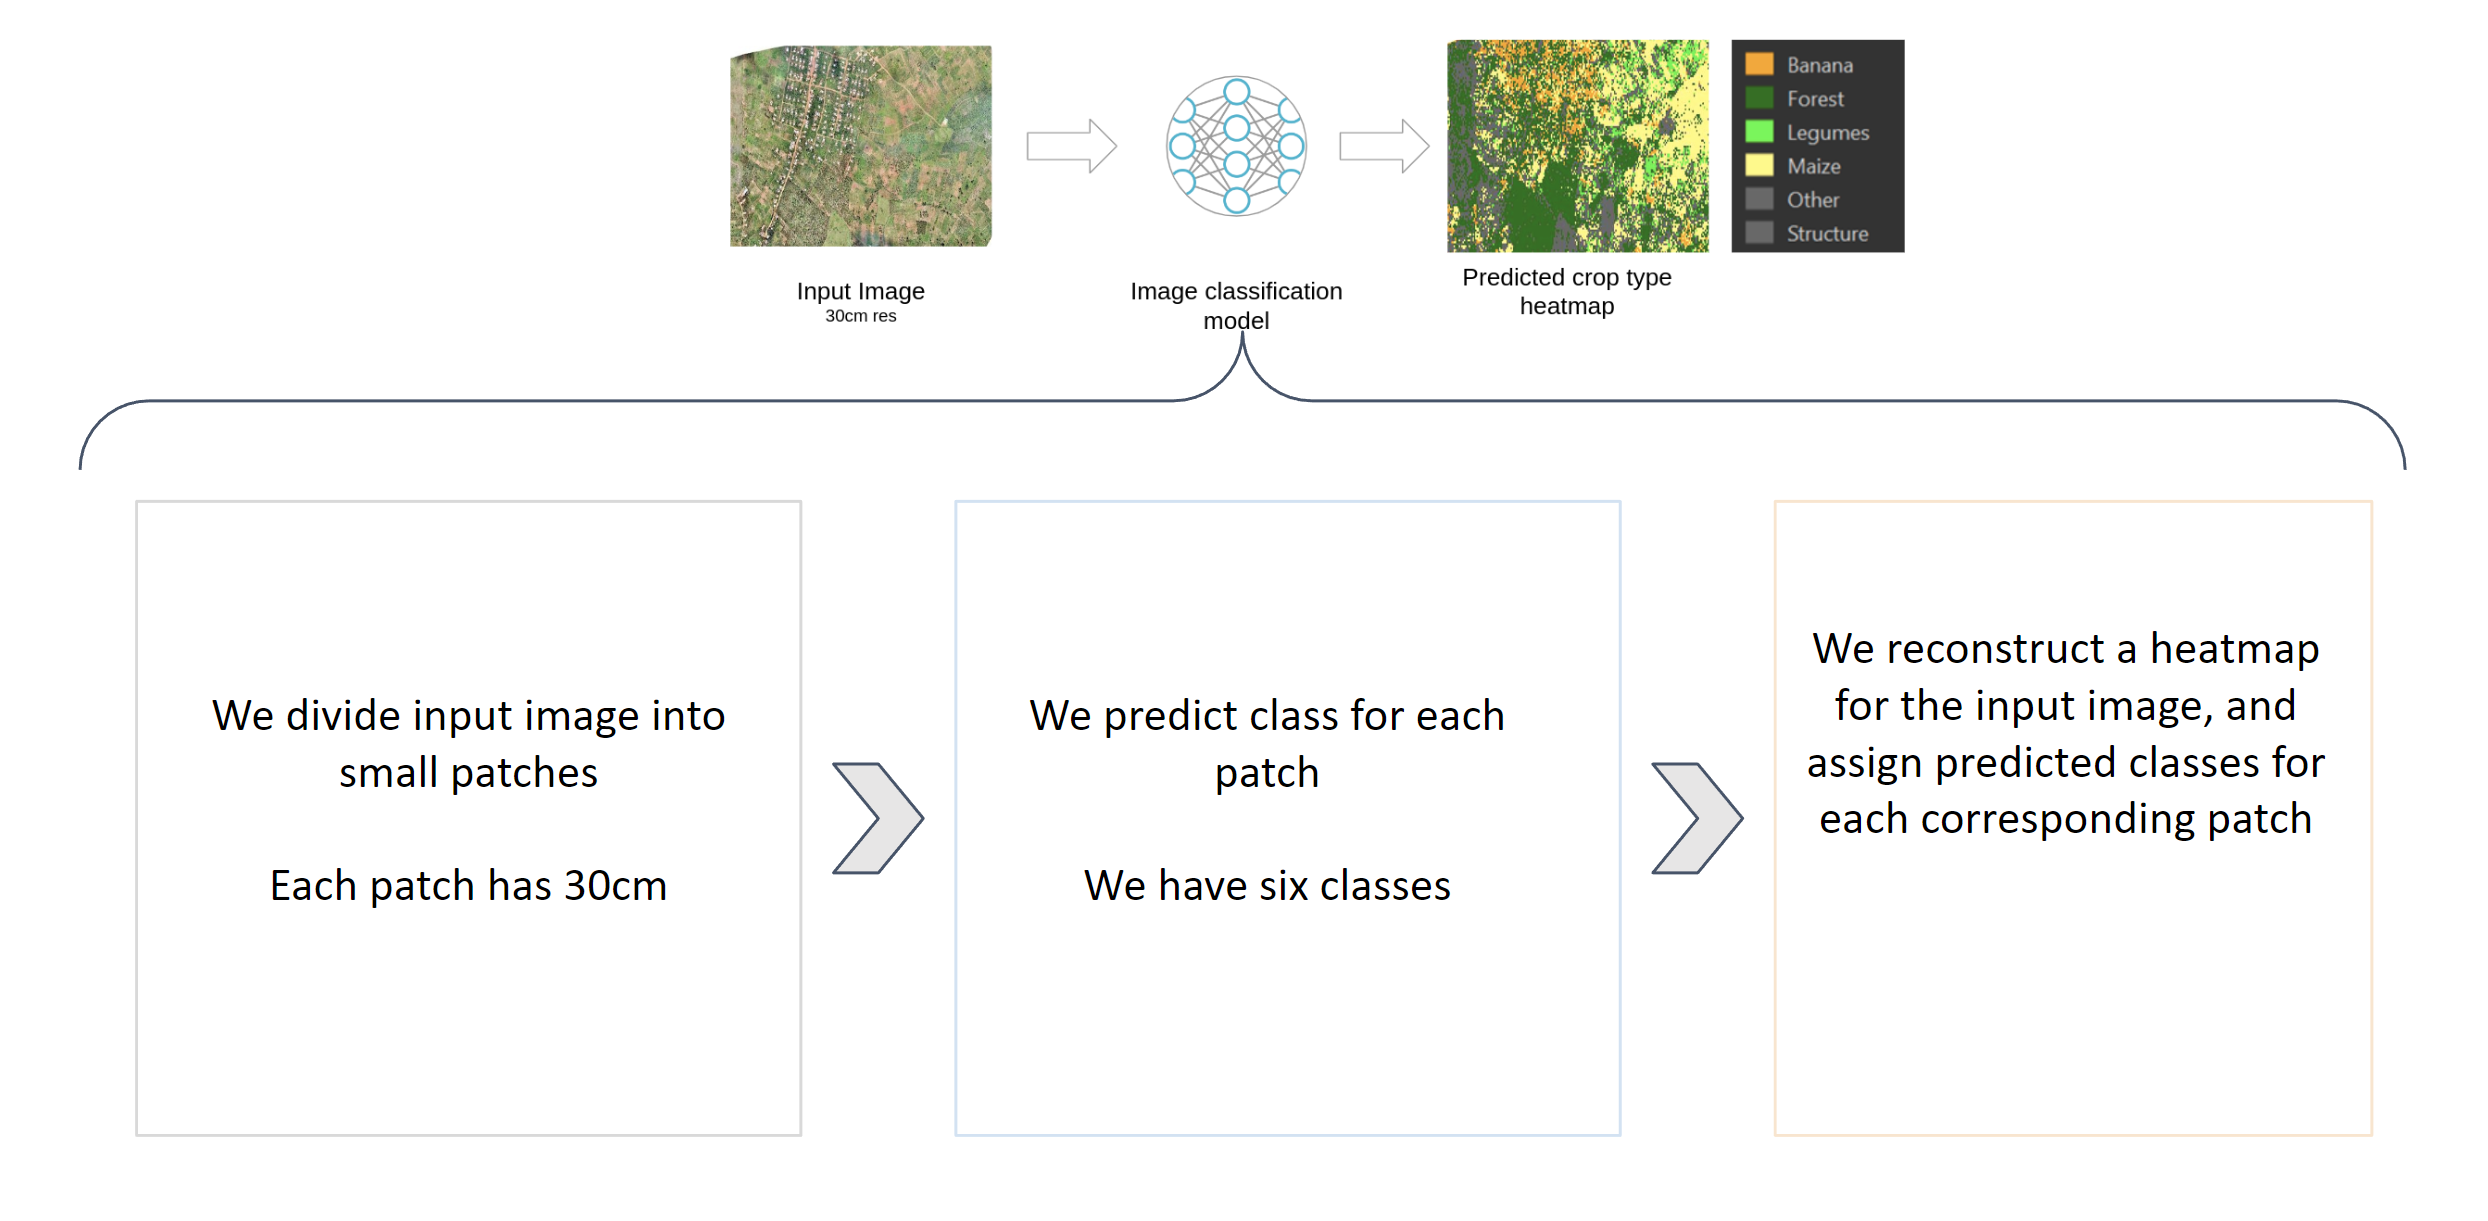 Banana
Forest
Legumes
Maize
Other
Structure
Input Image
30cm res
Image classification
model
Predicted crop type
heatmap
We divide input image into
small patches
Each patch has 30cm
We predict class for each
patch
We have six classes
We reconstruct a heatmap
for the input image, and
assign predicted classes for
each corresponding patch